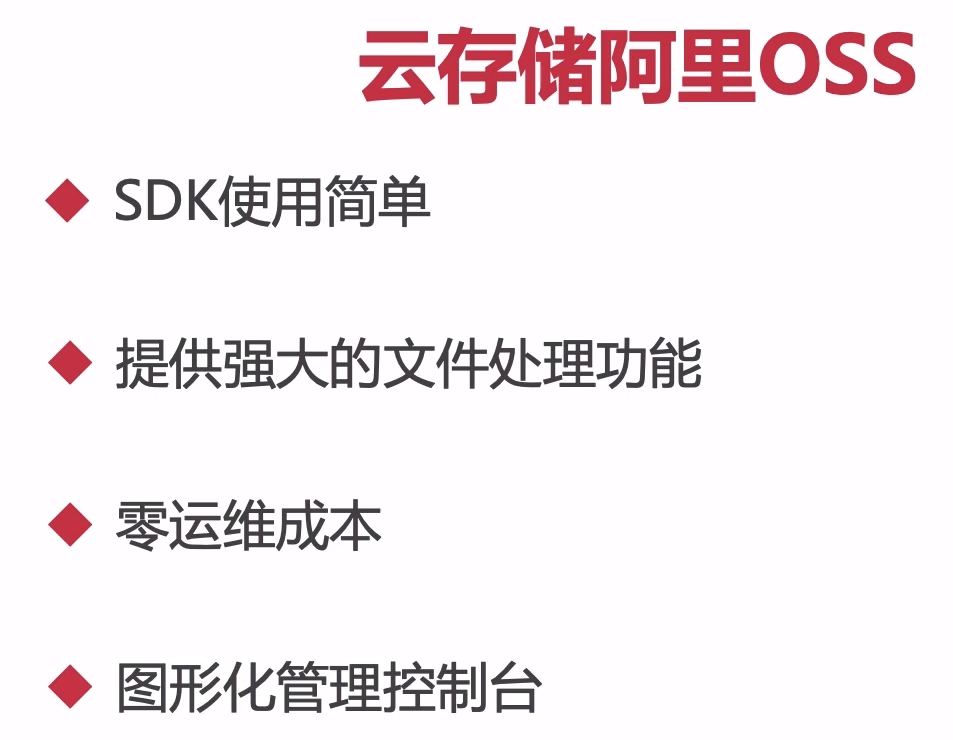 云存储阿里OSS
SDK使用简单
提供强大的文件处理功能
零运维成本
图形化管理控制台